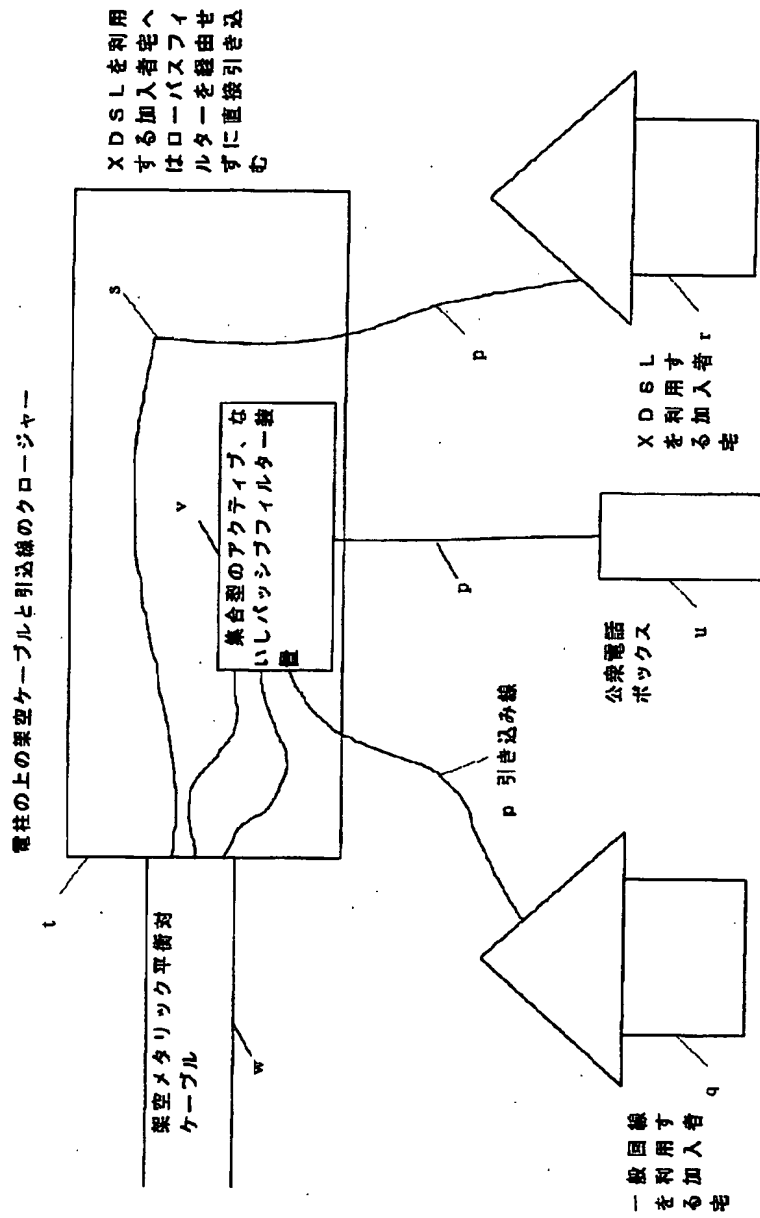 電柱の上の架空ケーブルと引込線のクロージャー
XDSLを利用
する加入者宅へ
はローパスフィ
ルターを経由せ
ずに直接引き込
む
t
s
v
架空メタリック平衡対
ケーブル
w
集合型のアクティブ、な
いしパッシブフィルター装
置
p 引き込み線
p
p
一般回線
を利用す
る加入者
宅
q
公衆電話
ボックス
u
XDSL
を利用す
る加入者
宅
r